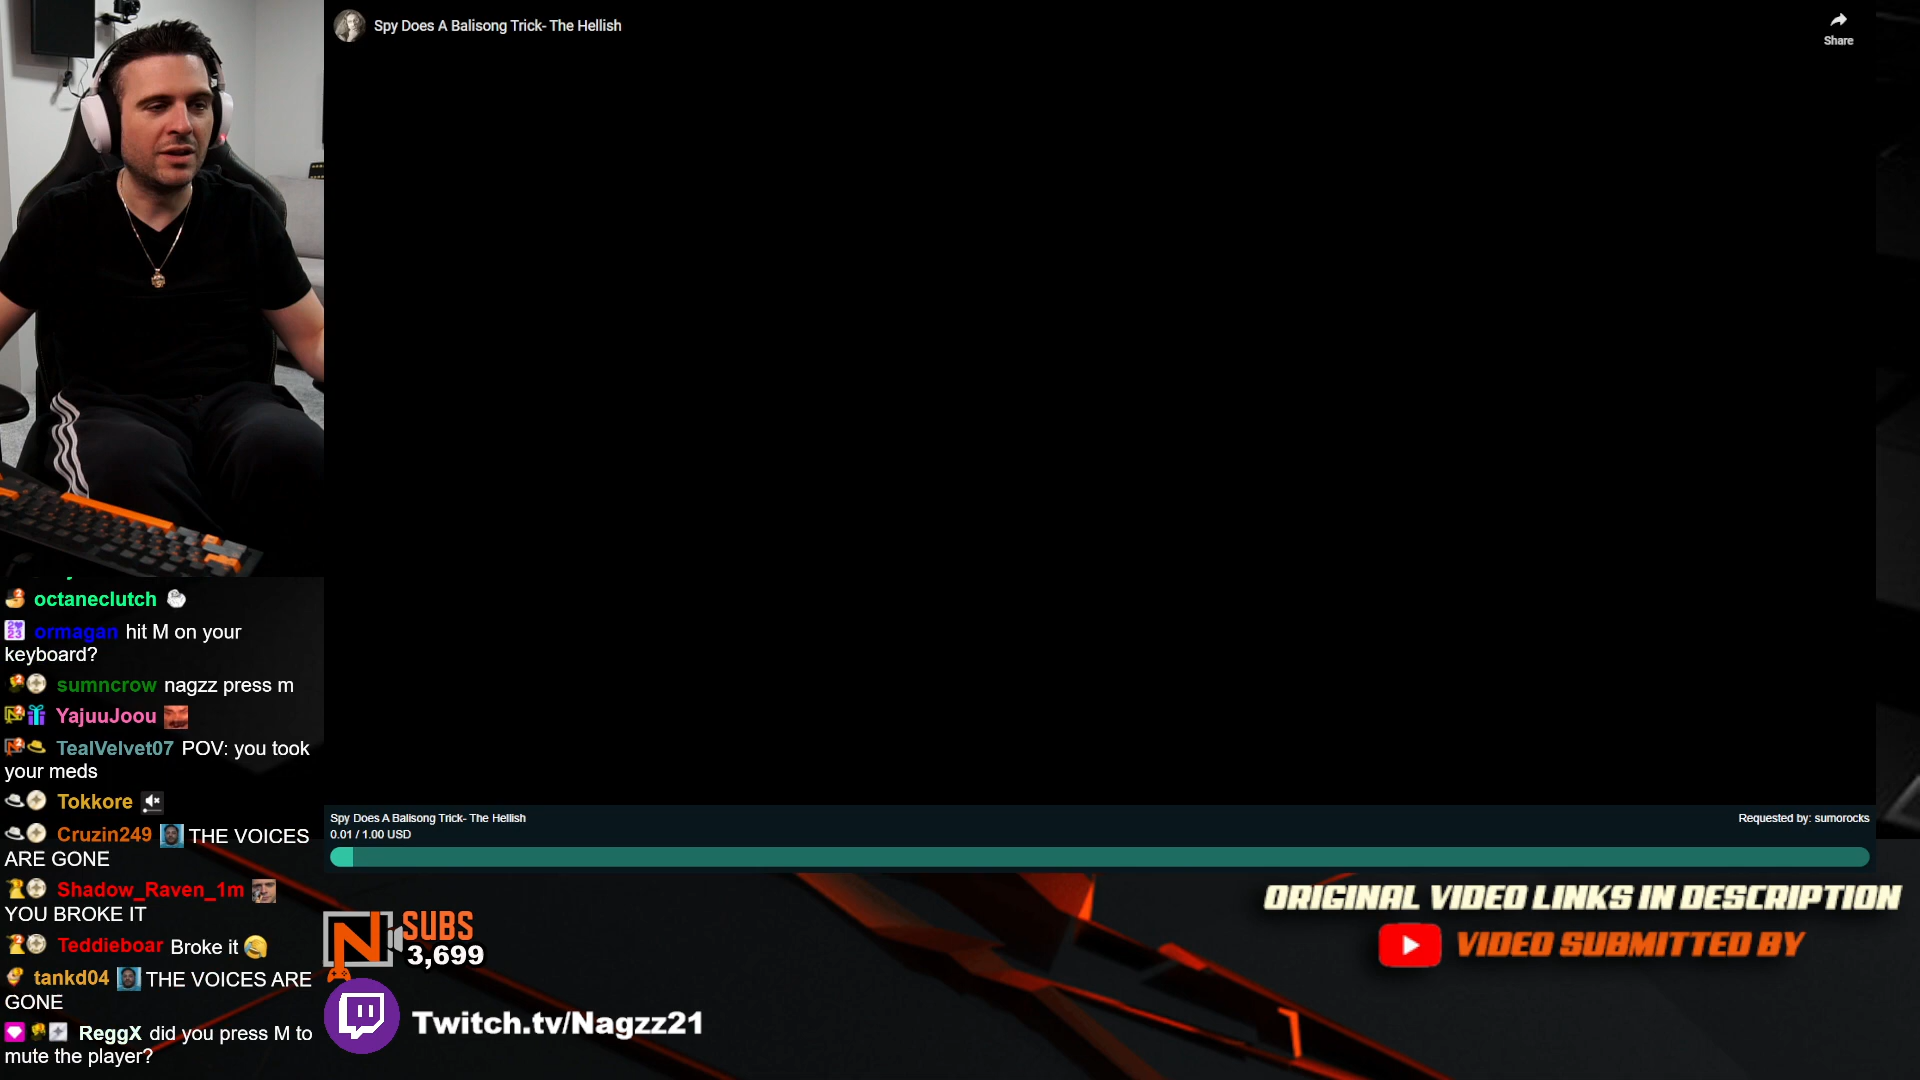 Spy Does A Balisong Trick- The Hellish
Share
octaneclutch
ormagan hit M on your
keyboard?
sumncrow nagzz press m
YajuuJoou
TealVelvet07 POV: you took
your meds
Tokkore
Cruzin249 THE VOICES
ARE GONE
Shadow_Raven_1m
YOU BROKE IT
Teddieboar Broke it
tankd04 THE VOICES ARE
GONE
ReggX did you press M to
mute the player?
Spy Does A Balisong Trick- The Hellish
0.01 / 1.00 USD
Requested by: sumorocks
N SUBS
3,699
Twitch.tv/Nagzz21
ORIGINAL VIDEO LINKS IN DESCRIPTION
VIDEO SUBMITTED BY